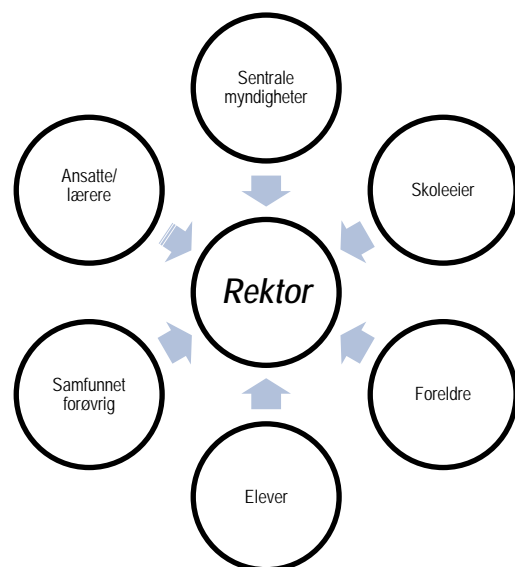 Sentrale
myndigheter
Ansatte/
lærere
Skoleeier
Rektor
Samfunnet
forøvrig
Foreldre
Elever